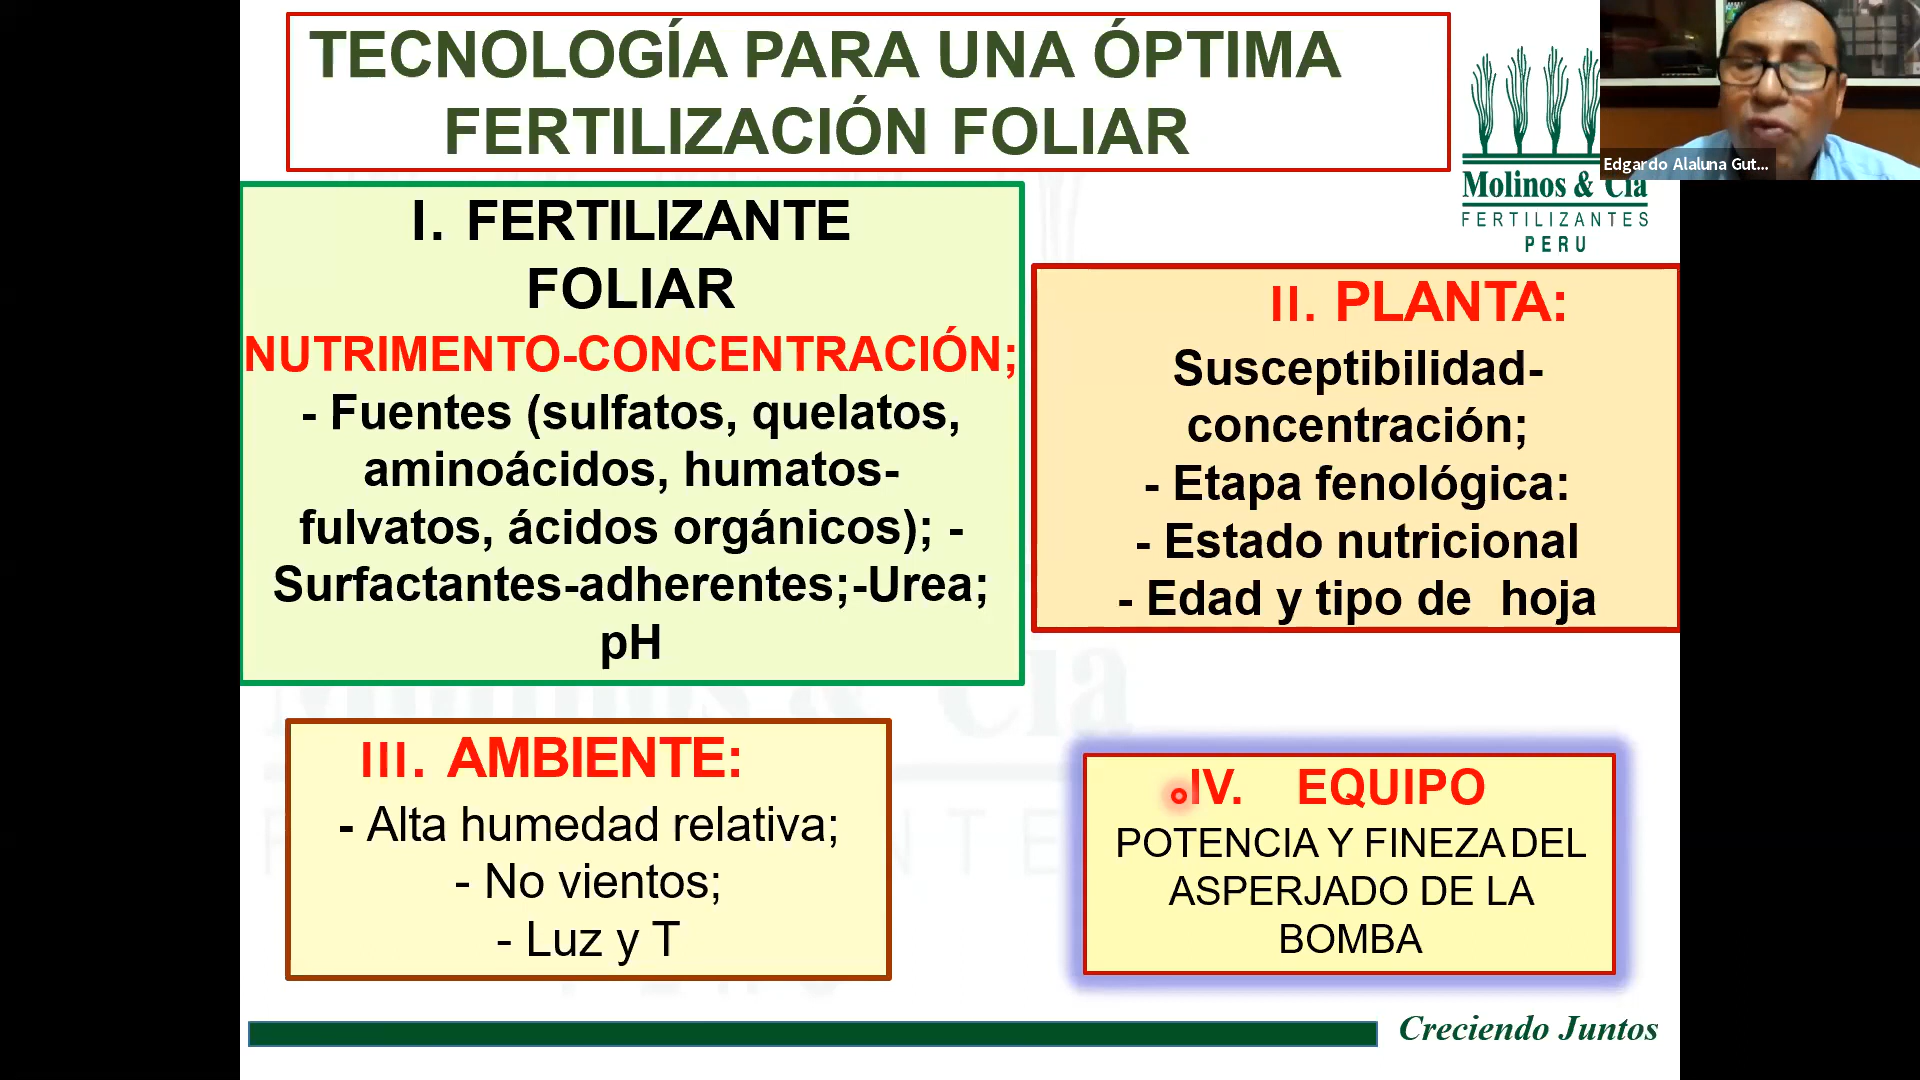 TECNOLOGÍA PARA UNA ÓPTIMA
FERTILIZACIÓN FOLIAR
Edgardo Alaluna Gut...
Molinos & Cía
FERTILIZANTES
PERU
I. FERTILIZANTE
FOLIAR
NUTRIMENTO-CONCENTRACIÓN;
- Fuentes (sulfatos, quelatos,
aminoácidos, humatos-
fulvatos, ácidos orgánicos); -
Surfactantes-adherentes;-Urea;
pH
II. PLANTA:
Susceptibilidad-
concentración;
- Etapa fenológica:
- Estado nutricional
- Edad y tipo de hoja
III. AMBIENTE:
- Alta humedad relativa;
- No vientos;
- Luz y T
IV. EQUIPO
POTENCIA Y FINEZA DEL
ASPERJADO DE LA
BOMBA
Creciendo Juntos